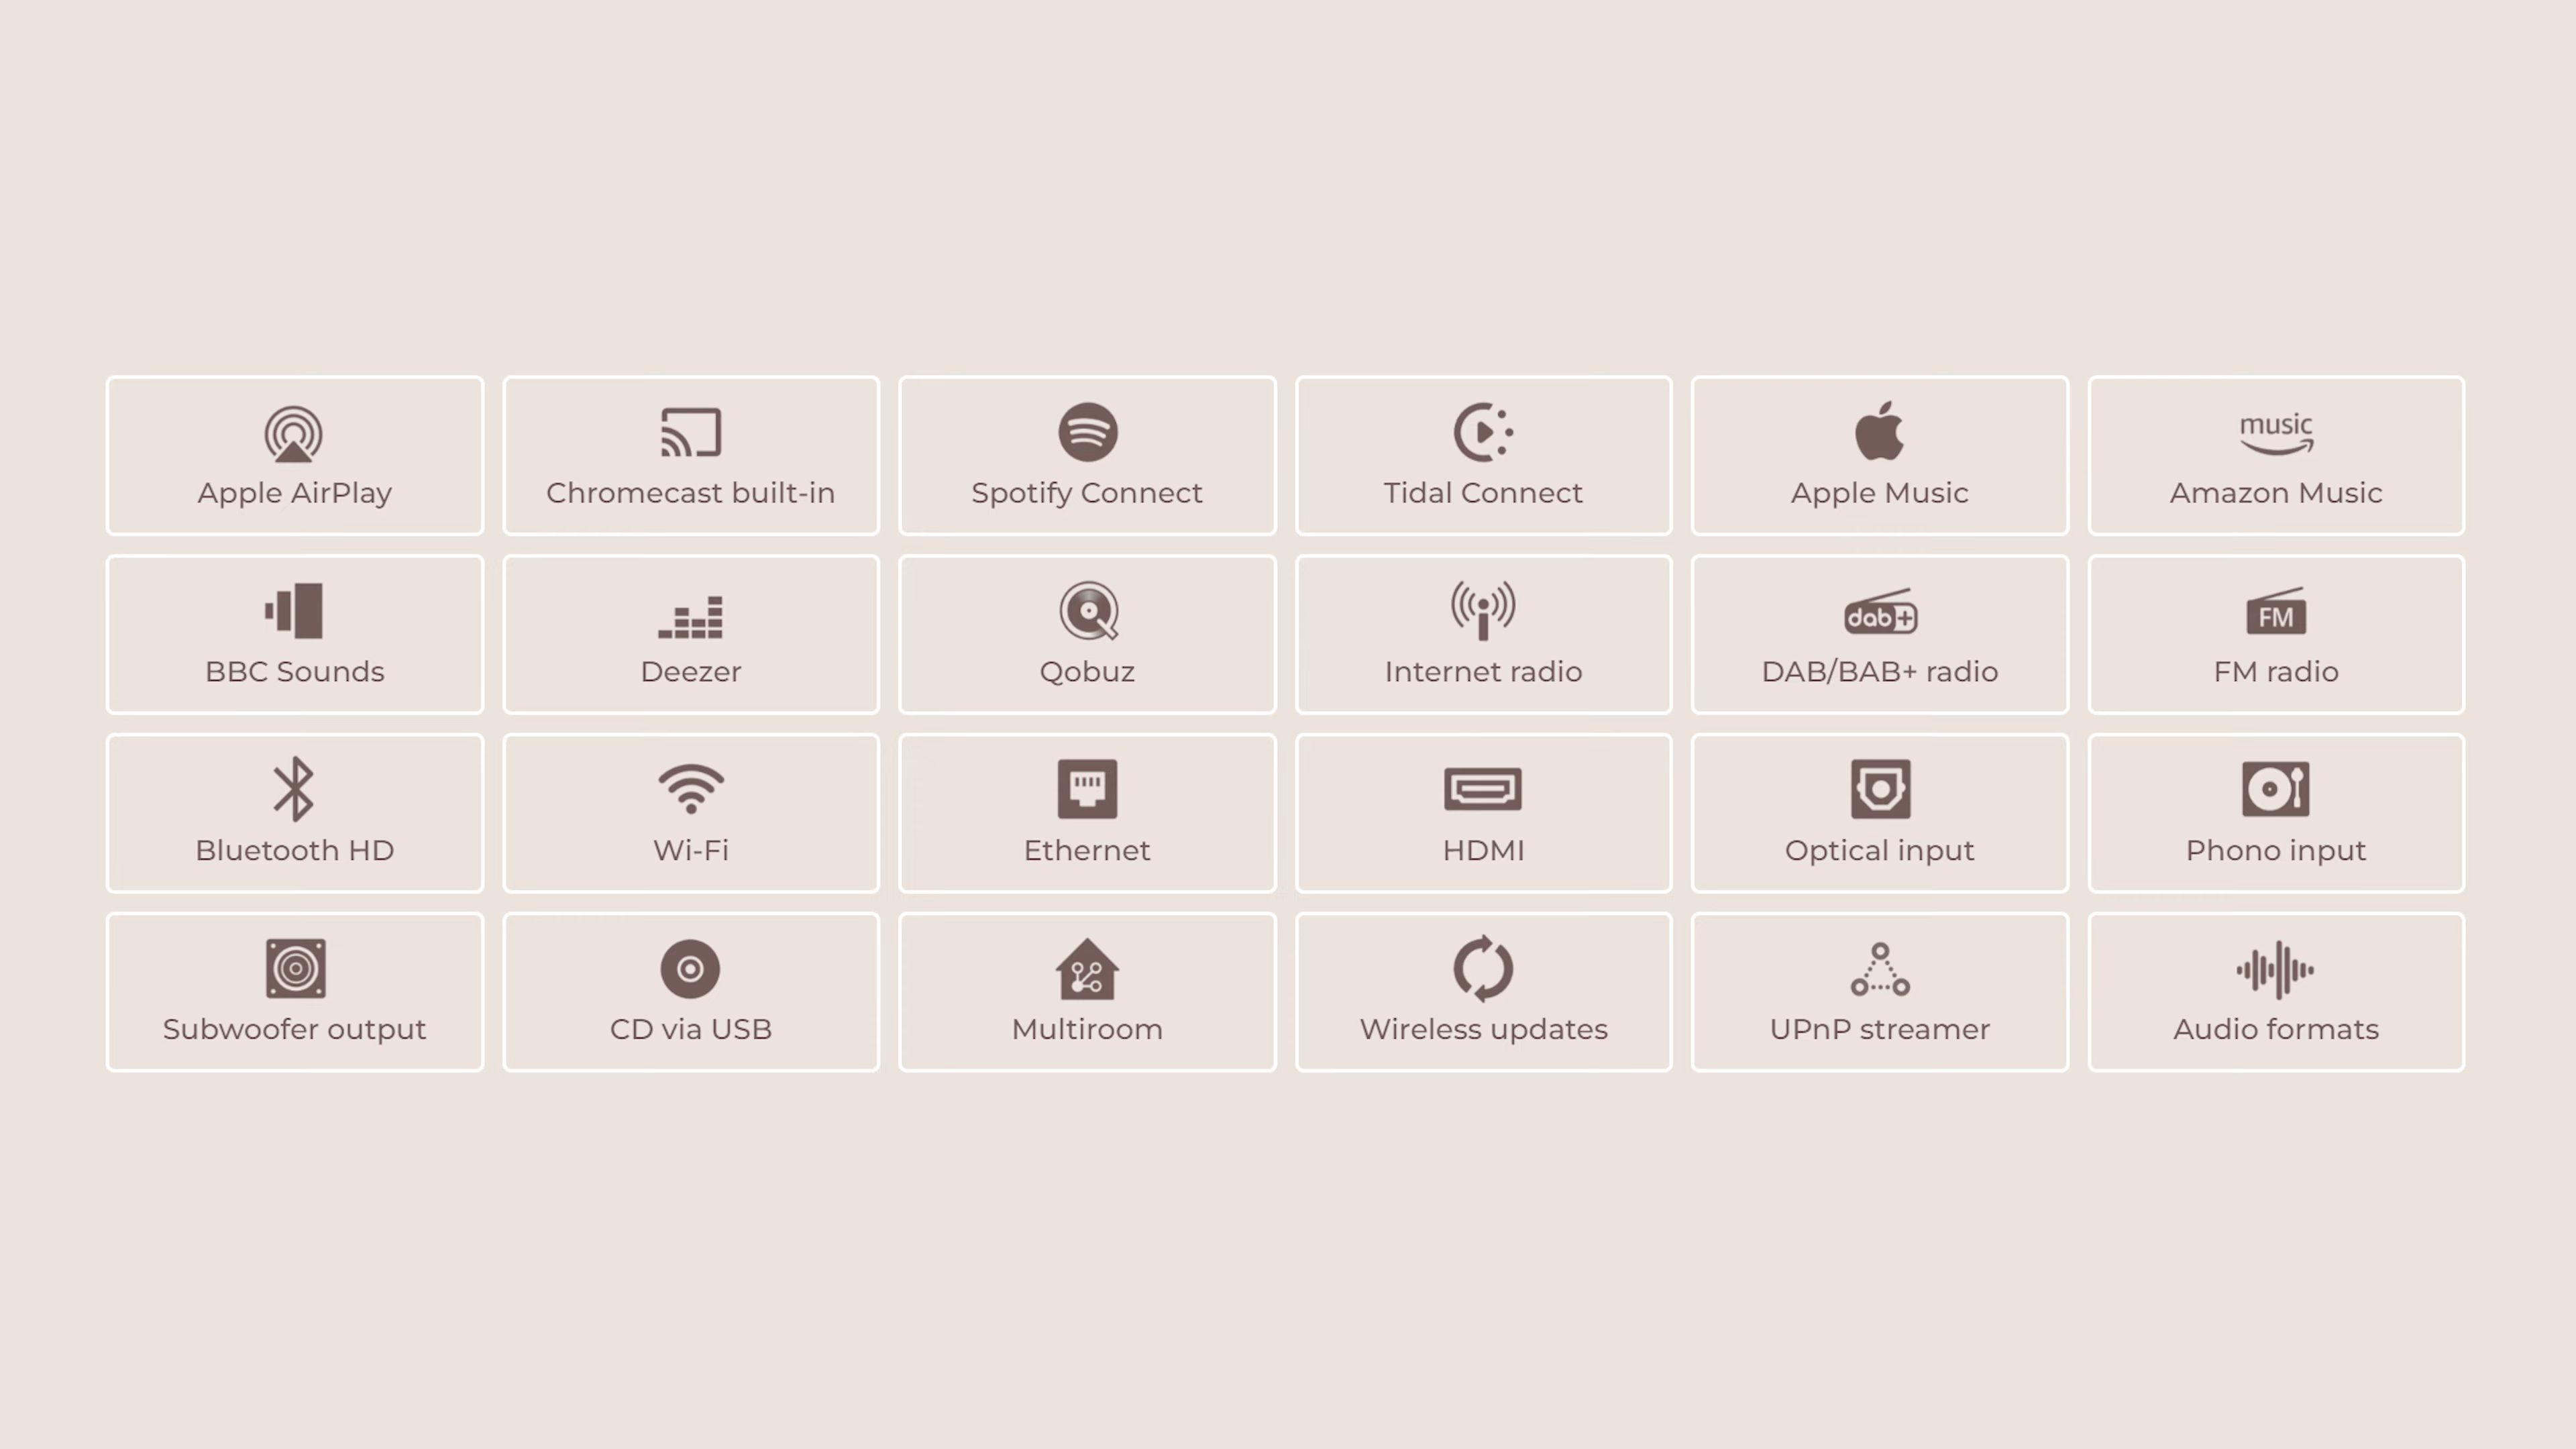 Apple AirPlay
Chromecast built-in
Spotify Connect
Tidal Connect
Apple Music
music
Amazon Music
BBC Sounds
Deezer
Qobuz
Internet radio
dab+
DAB/BAB+ radio
FM
FM radio
Bluetooth HD
Wi-Fi
Ethernet
HDMI
Optical input
Phono input
Subwoofer output
CD via USB
Multiroom
Wireless updates
UPnP streamer
Audio formats